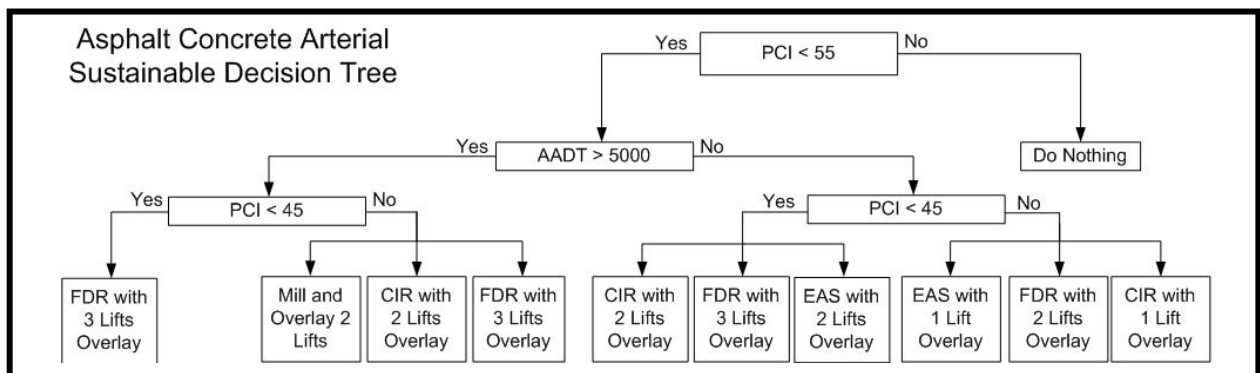 Asphalt Concrete Arterial
Sustainable Decision Tree
Yes
PCI < 55
No
Yes
AADT > 5000
No
Do Nothing
Yes
PCI < 45
No
Yes
PCI < 45
No
FDR with
3 Lifts
Overlay
Mill and
Overlay 2
Lifts
CIR with
2 Lifts
Overlay
FDR with
3 Lifts
Overlay
CIR with
2 Lifts
Overlay
FDR with
3 Lifts
Overlay
EAS with
2 Lifts
Overlay
EAS with
1 Lift
Overlay
FDR with
2 Lifts
Overlay
CIR with
1 Lift
Overlay